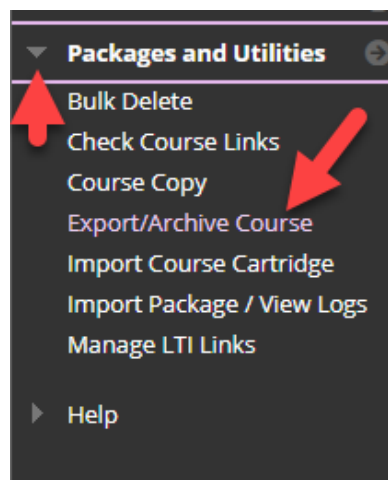 Packages and Utilities
Bulk Delete
Check Course Links
Course Copy
Export/Archive Course
Import Course Cartridge
Import Package / View Logs
Manage LTI Links
Help